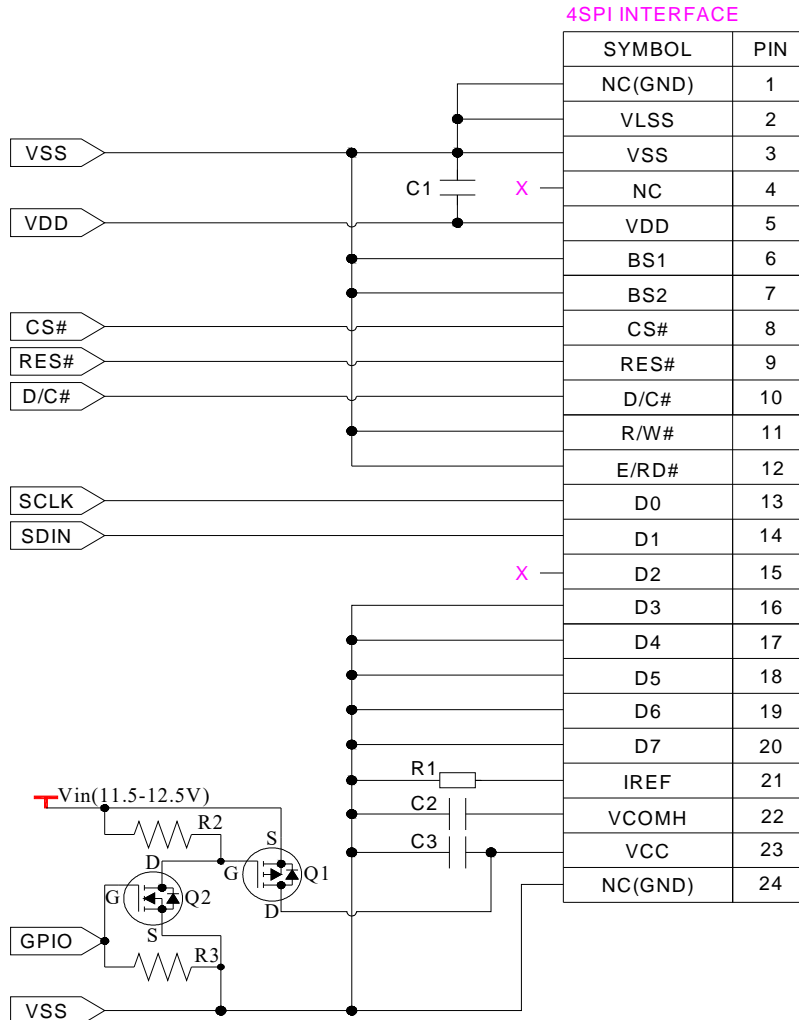 4SPI INTERFACE
SYMBOL PIN
NC(GND) 1
VLSS 2
VSS VSS 3
C1 X NC 4
VDD VDD 5
BS1 6
BS2 7
CS# CS# 8
RES# RES# 9
D/C# D/C# 10
R/W# 11
E/RD# 12
SCLK D0 13
SDIN D1 14
X D2 15
D3 16
D4 17
D5 18
D6 19
D7 20
R1 IREF 21
Vin(11.5-12.5V)
C2 VCOMH 22
R2
S
C3 VCC 23
D
G Q1
NC(GND) 24
G Q2
D
S
GPIO
R3
VSS